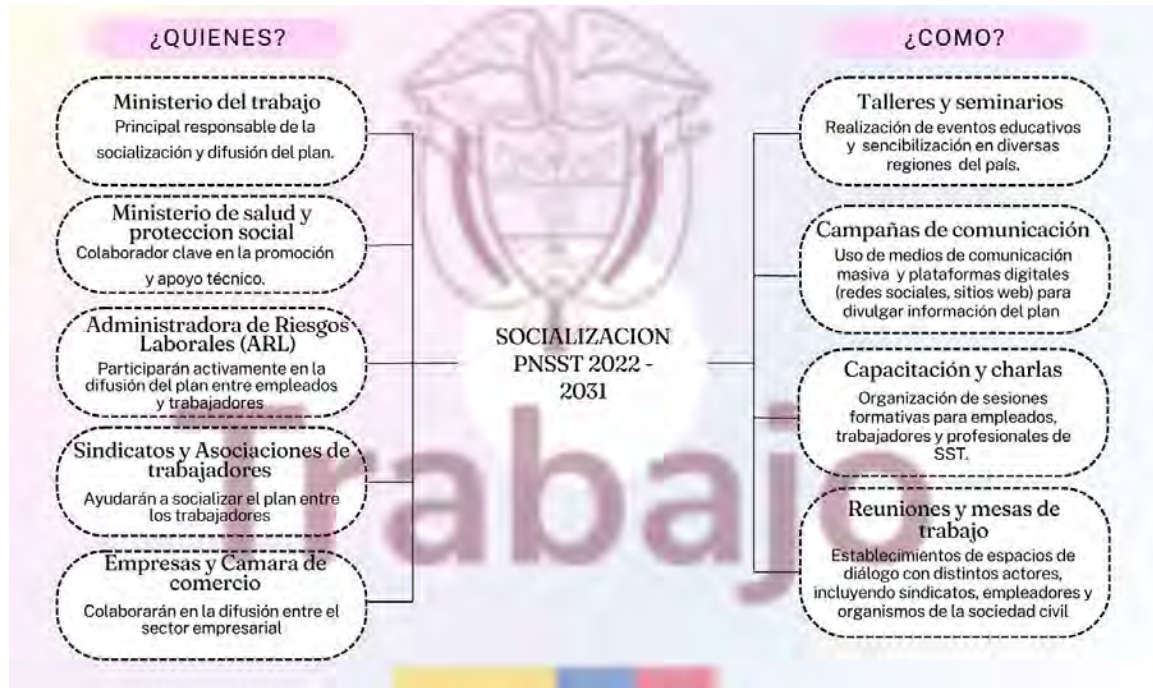 ¿QUIENES?
Ministerio del trabajo
Principal responsable de la
socialización y difusión del plan.
Ministerio de salud y
proteccion social
Colaborador clave en la promoción
y apoyo técnico.
Administradora de Riesgos
Laborales (ARL)
Participarán activamente en la
difusión del plan entre empleados
y trabajadores
Sindicatos y Asociaciones de
trabajadores
Ayudarán a socializar el plan entre
los trabajadores
Empresas y Camara de
comercio
Colaborarán en la difusión entre el
sector empresarial
SOCIALIZACION
PNSST 2022 -
2031
Trabajo
¿COMO?
Talleres y seminarios
Realización de eventos educativos
y sencibilización en diversas
regiones del país.
Campañas de comunicación
Uso de medios de comunicación
masiva y plataformas digitales
(redes sociales, sitios web) para
divulgar información del plan
Capacitación y charlas
Organización de sesiones
formativas para empleados,
trabajadores y profesionales de
SST.
Reuniones y mesas de
trabajo
Establecimientos de espacios de
diálogo con distintos actores,
incluyendo sindicatos, empleadores y
organismos de la sociedad civil